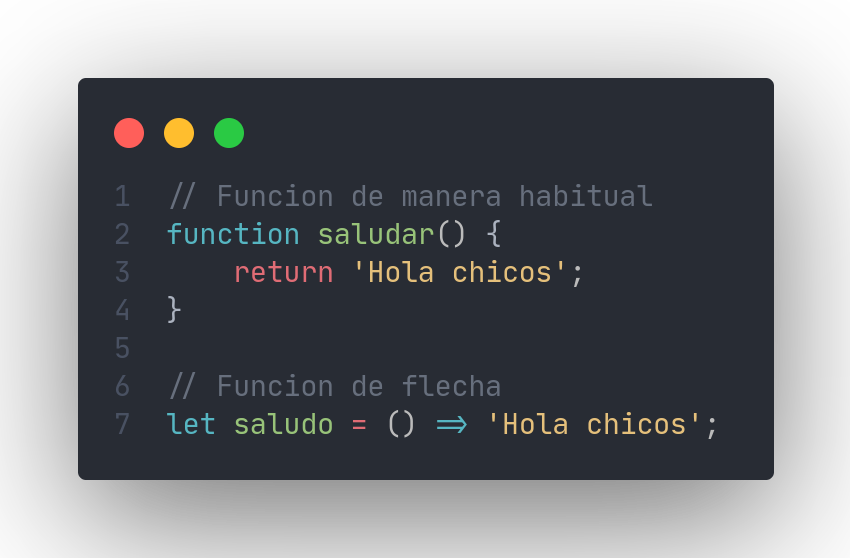 1 // Funcion de manera habitual
2 function saludar() {
3     return 'Hola chicos';
4 }
5
6 // Funcion de flecha
7 let saludo = () => 'Hola chicos';